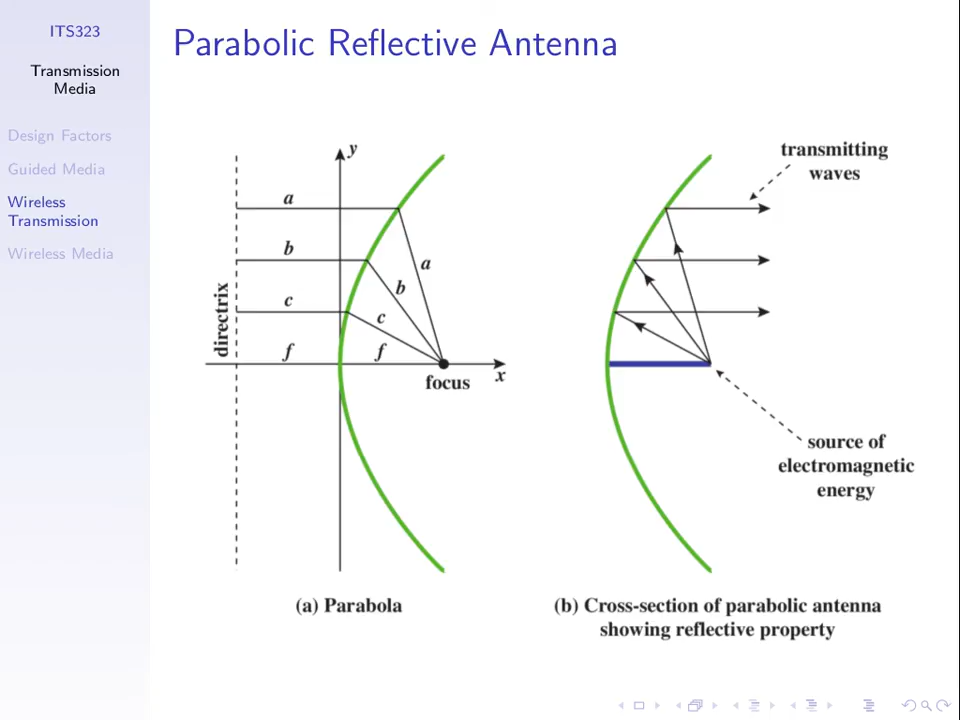 ITS323
Transmission
Media
Design Factors
Guided Media
Wireless
Transmission
Wireless Media
Parabolic Reflective Antenna
y
a
b
c
f
a
b
c
f
directrix
focus
x
(a) Parabola
transmitting
waves
source of
electromagnetic
energy
(b) Cross-section of parabolic antenna
showing reflective property